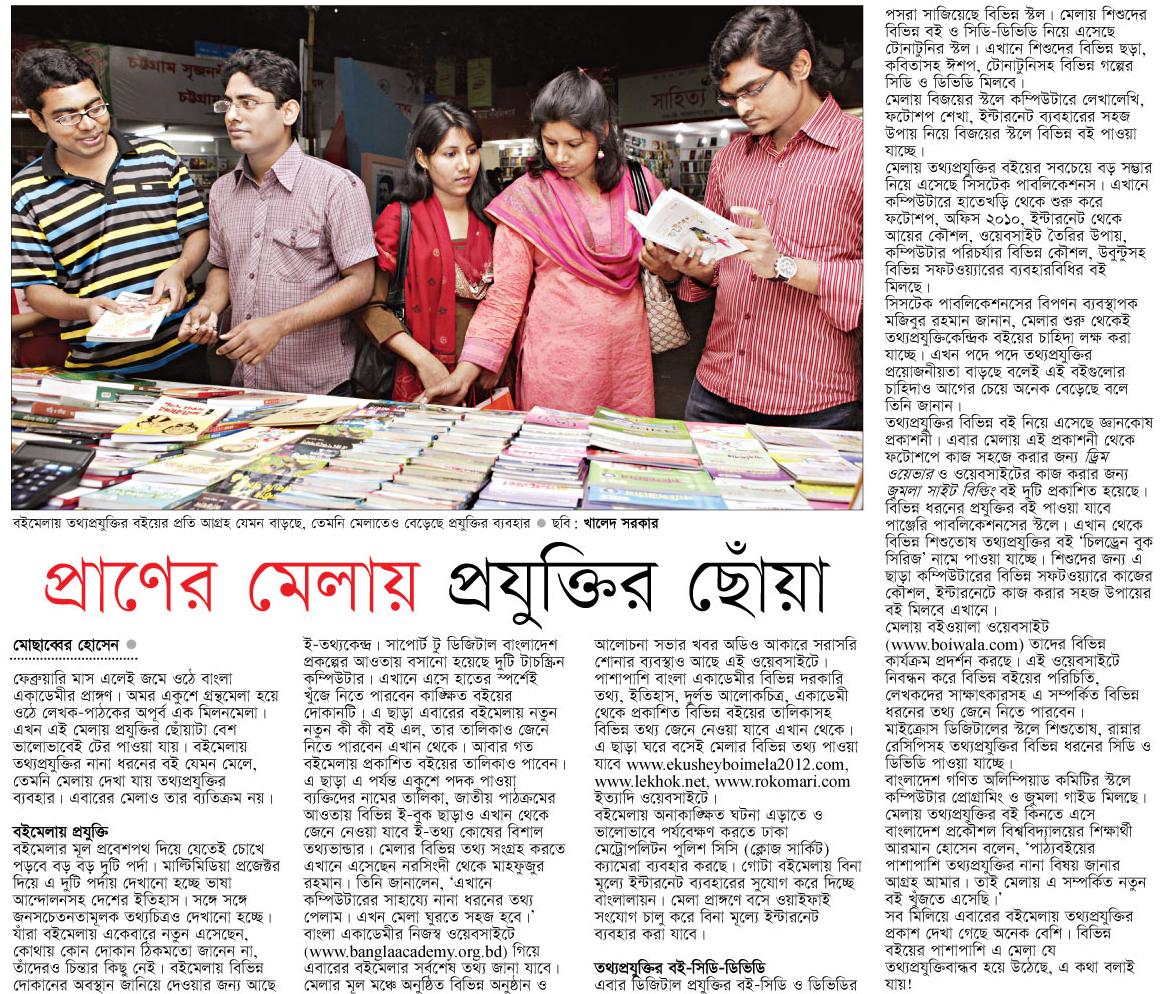 চট্টগ্রাম সৃজনশ
চট্টগ্রা
সাহিত্য
বইমেলায় তথ্যপ্রযুক্তির বইয়ের প্রতি আগ্রহ যেমন বাড়ছে, তেমনি মেলাতেও বেড়েছে প্রযুক্তির ব্যবহার ● ছবি : খালেদ সরকার
প্রাণের মেলায় প্রযুক্তির ছোঁয়া
মোছাব্বের হোসেন ●
ফেব্রুয়ারি মাস এলেই জমে ওঠে বাংলা
একাডেমীর প্রাঙ্গণ। অমর একুশে গ্রন্থমেলা হয়ে
ওঠে লেখক-পাঠকের অপূর্ব এক মিলনমেলা।
এখন এই মেলায় প্রযুক্তির ছোঁয়াটা বেশ
ভালোভাবেই টের পাওয়া যায়। বইমেলায়
তথ্যপ্রযুক্তির নানা ধরনের বই যেমন মেলে,
তেমনি মেলায় দেখা যায় তথ্যপ্রযুক্তির
ব্যবহার। এবারের মেলাও তার ব্যতিক্রম নয়।
বইমেলায় প্রযুক্তি
বইমেলার মূল প্রবেশপথ দিয়ে যেতেই চোখে
পড়বে বড় বড় দুটি পর্দা। মাল্টিমিডিয়া প্রজেক্টর
দিয়ে এ দুটি পর্দায় দেখানো হচ্ছে ভাষা
আন্দোলনসহ দেশের ইতিহাস। সঙ্গে সঙ্গে
জনসচেতনতামূলক তথ্যচিত্রও দেখানো হচ্ছে।
যাঁরা বইমেলায় একেবারে নতুন এসেছেন,
কোথায় কোন দোকান ঠিকমতো জানেন না,
তাঁদেরও চিন্তার কিছু নেই। বইমেলায় বিভিন্ন
দোকানের অবস্থান জানিয়ে দেওয়ার জন্য আছে
ই-তথ্যকেন্দ্র। সাপোর্ট টু ডিজিটাল বাংলাদেশ
প্রকল্পের আওতায় বসানো হয়েছে দুটি টাচস্ক্রিন
কম্পিউটার। এখানে এসে হাতের স্পর্শেই
খুঁজে নিতে পারবেন কাঙ্ক্ষিত বইয়ের
দোকানটি। এ ছাড়া এবারের বইমেলায় নতুন
নতুন কী কী বই এল, তার তালিকাও জেনে
নিতে পারবেন এখান থেকে। আবার গত
বইমেলায় প্রকাশিত বইয়ের তালিকাও পাবেন।
এ ছাড়া এ পর্যন্ত একুশে পদক পাওয়া
ব্যক্তিদের নামের তালিকা, জাতীয় পাঠক্রমের
আওতায় বিভিন্ন ই-বুক ছাড়াও এখান থেকে
জেনে নেওয়া যাবে ই-তথ্য কোষের বিশাল
তথ্যভান্ডার। মেলার বিভিন্ন তথ্য সংগ্রহ করতে
এখানে এসেছেন নরসিংদী থেকে মাহফুজুর
রহমান। তিনি জানালেন, ‘এখানে
কম্পিউটারের সাহায্যে নানা ধরনের তথ্য
পেলাম। এখন মেলা ঘুরতে সহজ হবে।’
বাংলা একাডেমীর নিজস্ব ওয়েবসাইটে
(www.banglaacademy.org.bd) গিয়ে
এবারের বইমেলার সর্বশেষ তথ্য জানা যাবে।
মেলার মূল মঞ্চে অনুষ্ঠিত বিভিন্ন অনুষ্ঠান ও
আলোচনা সভার খবর অডিও আকারে সরাসরি
শোনার ব্যবস্থাও আছে এই ওয়েবসাইটে।
পাশাপাশি বাংলা একাডেমীর বিভিন্ন দরকারি
তথ্য, ইতিহাস, দুর্লভ আলোকচিত্র, একাডেমী
থেকে প্রকাশিত বিভিন্ন বইয়ের তালিকাসহ
বিভিন্ন তথ্য জেনে নেওয়া যাবে এখান থেকে।
এ ছাড়া ঘরে বসেই মেলার বিভিন্ন তথ্য পাওয়া
যাবে www.ekusheyboimela2012.com,
www.lekhok.net, www.rokomari.com
ইত্যাদি ওয়েবসাইটে।
বইমেলায় অনাকাঙ্ক্ষিত ঘটনা এড়াতে ও
ভালোভাবে পর্যবেক্ষণ করতে ঢাকা
মেট্রোপলিটন পুলিশ সিসি (ক্লোজ সার্কিট)
ক্যামেরা ব্যবহার করছে। গোটা বইমেলায় বিনা
মূল্যে ইন্টারনেট ব্যবহারের সুযোগ করে দিচ্ছে
বাংলালায়ন। মেলা প্রাঙ্গণে বসে ওয়াইফাই
সংযোগ চালু করে বিনা মূল্যে ইন্টারনেট
ব্যবহার করা যাবে।
তথ্যপ্রযুক্তির বই-সিডি-ডিভিডি
এবার ডিজিটাল প্রযুক্তির বই-সিডি ও ডিভিডির
পসরা সাজিয়েছে বিভিন্ন স্টল। মেলায় শিশুদের
বিভিন্ন বই ও সিডি-ডিভিডি নিয়ে এসেছে
টোনাটুনির স্টল। এখানে শিশুদের বিভিন্ন ছড়া,
কবিতাসহ ঈশপ, টোনাটুনিসহ বিভিন্ন গল্পের
সিডি ও ডিভিডি মিলবে।
মেলায় বিজয়ের স্টলে কম্পিউটারে লেখালেখি,
ফটোশপ শেখা, ইন্টারনেট ব্যবহারের সহজ
উপায় নিয়ে বিজয়ের স্টলে বিভিন্ন বই পাওয়া
যাচ্ছে।
মেলায় তথ্যপ্রযুক্তির বইয়ের সবচেয়ে বড় সম্ভার
নিয়ে এসেছে সিসটেক পাবলিকেশনস। এখানে
কম্পিউটারে হাতেখড়ি থেকে শুরু করে
ফটোশপ, অফিস ২০১০, ইন্টারনেট থেকে
আয়ের কৌশল, ওয়েবসাইট তৈরির উপায়,
কম্পিউটার পরিচর্যার বিভিন্ন কৌশল, উবুন্টুসহ
বিভিন্ন সফটওয়্যারের ব্যবহারবিধির বই
মিলছে।
সিসটেক পাবলিকেশনসের বিপণন ব্যবস্থাপক
মজিবুর রহমান জানান, মেলার শুরু থেকেই
তথ্যপ্রযুক্তিকেন্দ্রিক বইয়ের চাহিদা লক্ষ করা
যাচ্ছে। এখন পদে পদে তথ্যপ্রযুক্তির
প্রয়োজনীয়তা বাড়ছে বলেই এই বইগুলোর
চাহিদাও আগের চেয়ে অনেক বেড়েছে বলে
তিনি জানান।
তথ্যপ্রযুক্তির বিভিন্ন বই নিয়ে এসেছে জ্ঞানকোষ
প্রকাশনী। এবার মেলায় এই প্রকাশনী থেকে
ফটোশপে কাজ সহজে করার জন্য ড্রিম
ওয়েভার ও ওয়েবসাইটের কাজ করার জন্য
জুমলা সাইট বিল্ডিং বই দুটি প্রকাশিত হয়েছে।
বিভিন্ন ধরনের প্রযুক্তির বই পাওয়া যাবে
পাঞ্জেরি পাবলিকেশনসের স্টলে। এখান থেকে
বিভিন্ন শিশুতোষ তথ্যপ্রযুক্তির বই ‘চিলড্রেন বুক
সিরিজ’ নামে পাওয়া যাচ্ছে। শিশুদের জন্য এ
ছাড়া কম্পিউটারের বিভিন্ন সফটওয়্যারে কাজের
কৌশল, ইন্টারনেটে কাজ করার সহজ উপায়ের
বই মিলবে এখানে।
মেলায় বইওয়ালা ওয়েবসাইট
(www.boiwala.com) তাদের বিভিন্ন
কার্যক্রম প্রদর্শন করছে। এই ওয়েবসাইটে
নিবন্ধন করে বিভিন্ন বইয়ের পরিচিতি,
লেখকদের সাক্ষাৎকারসহ এ সম্পর্কিত বিভিন্ন
ধরনের তথ্য জেনে নিতে পারবেন।
মাইক্রোস ডিজিটালের স্টলে শিশুতোষ, রান্নার
রেসিপিসহ তথ্যপ্রযুক্তির বিভিন্ন ধরনের সিডি ও
ডিভিডি পাওয়া যাচ্ছে।
বাংলাদেশ গণিত অলিম্পিয়াড কমিটির স্টলে
কম্পিউটার প্রোগ্রামিং ও জুমলা গাইড মিলছে।
মেলায় তথ্যপ্রযুক্তির বই কিনতে এসে
বাংলাদেশ প্রকৌশল বিশ্ববিদ্যালয়ের শিক্ষার্থী
আরমান হোসেন বলেন, ‘পাঠ্যবইয়ের
পাশাপাশি তথ্যপ্রযুক্তির নানা বিষয় জানার
আগ্রহ আমার। তাই মেলায় এ সম্পর্কিত নতুন
বই খুঁজতে এসেছি।’
সব মিলিয়ে এবারের বইমেলায় তথ্যপ্রযুক্তির
প্রকাশ দেখা গেছে অনেক বেশি। বিভিন্ন
বইয়ের পাশাপাশি এ মেলা যে
তথ্যপ্রযুক্তিবান্ধব হয়ে উঠেছে, এ কথা বলাই
যায়!